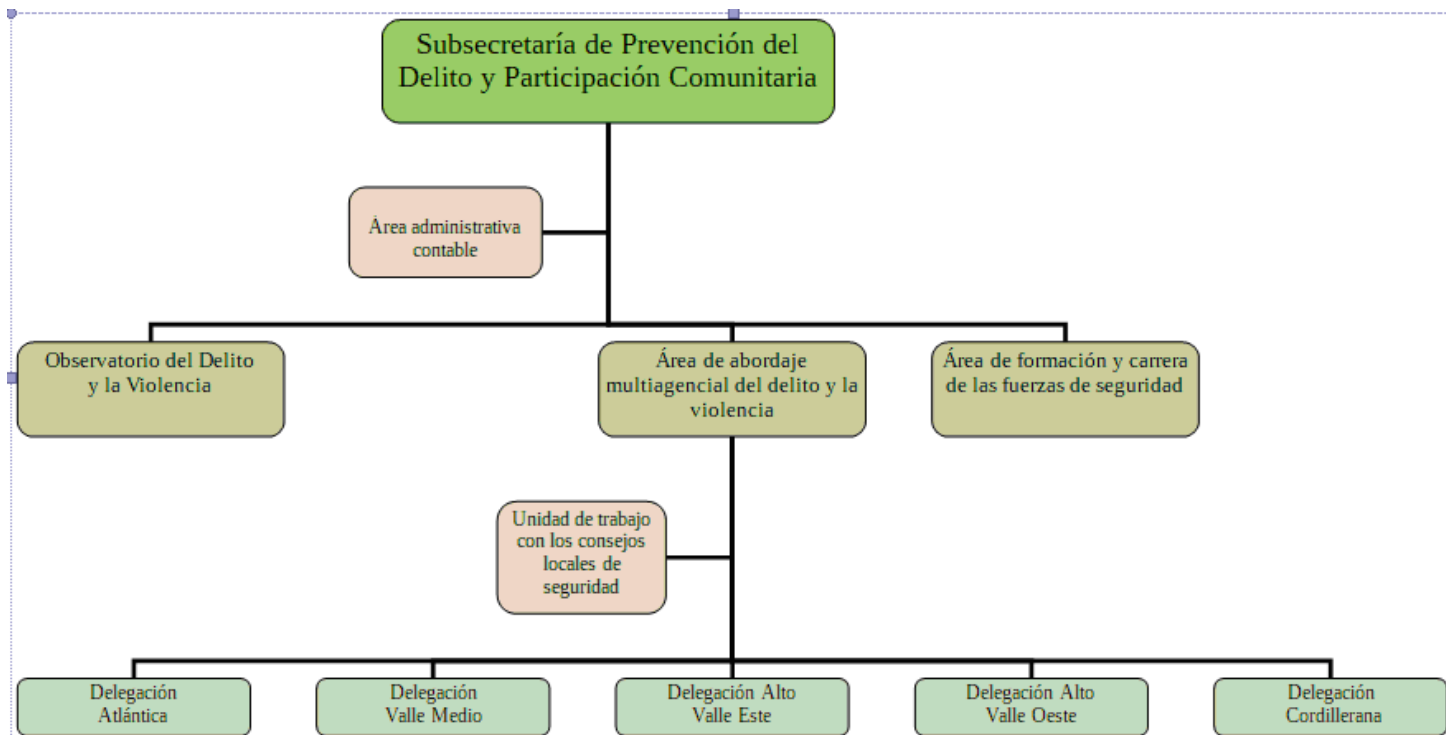 Subsecretaría de Prevención del
Delito y Participación Comunitaria
Área administrativa
contable
Observatorio del Delito
y la Violencia
Área de abordaje
multiagencial del delito y la
violencia
Área de formación y carrera
de las fuerzas de seguridad
Unidad de trabajo
con los consejos
locales de
seguridad
Delegación
Atlántica
Delegación
Valle Medio
Delegación Alto
Valle Este
Delegación Alto
Valle Oeste
Delegación
Cordillerana